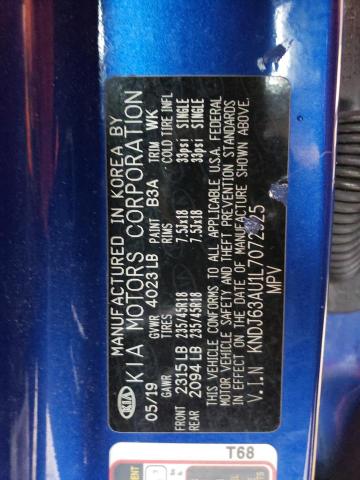 MANUFACTURED IN KOREA BY
KIA KIA MOTORS CORPORATION
05/19 GVWR 4023LB PAINT B3A TRIM WK
GAWR TIRES RIMS COLD TIRE INFL
FRONT 2315 LB 235/45R18 7.5Jx18 33psi SINGLE
REAR 2094 LB 235/45R18 7.5Jx18 33psi SINGLE
THIS VEHICLE CONFORMS TO ALL APPLICABLE U.S.A. FEDERAL
MOTOR VEHICLE SAFETY AND THEFT PREVENTION STANDARDS
IN EFFECT ON THE DATE OF MANUFACTURE SHOWN ABOVE.
V.I.N KNDJ63AU1L7072925
MPV
T68